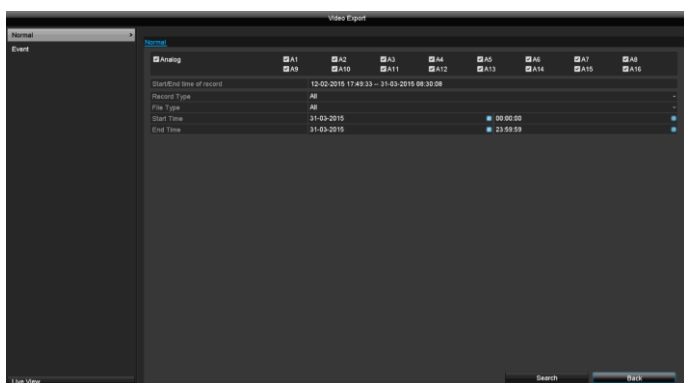 Video Export
Normal
Event
Normal
Analog A1 A2 A3 A4 A5 A6 A7 A8
A9 A10 A11 A12 A13 A14 A15 A16
Start/End time of record 12-02-2015 17:49:33 -- 31-03-2015 08:30:08
Record Type All
File Type All
Start Time 31-03-2015 00:00:00
End Time 31-03-2015 23:59:59
Live View Search Back